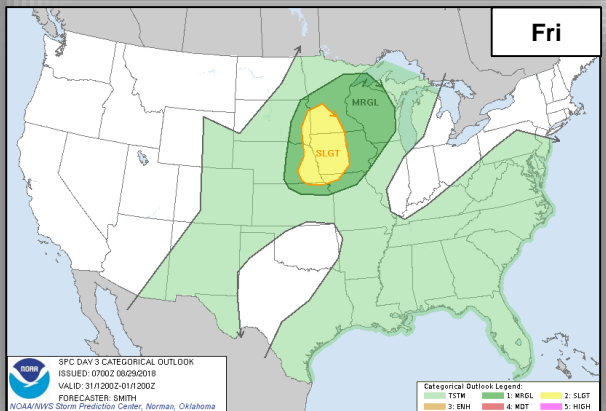 Fri
MRGL
SLGT
NOAA
SPC DAY 3 CATEGORICAL OUTLOOK
ISSUED: 0700Z 08/29/2018
VALID: 31/1200Z-01/1200Z
FORECASTER: SMITH
NOAA/NWS Storm Prediction Center, Norman, Oklahoma
Categorical Outlook Legend:
TSTM 1: MRGL 2: SLGT
3: ENH 4: MDT 5: HIGH